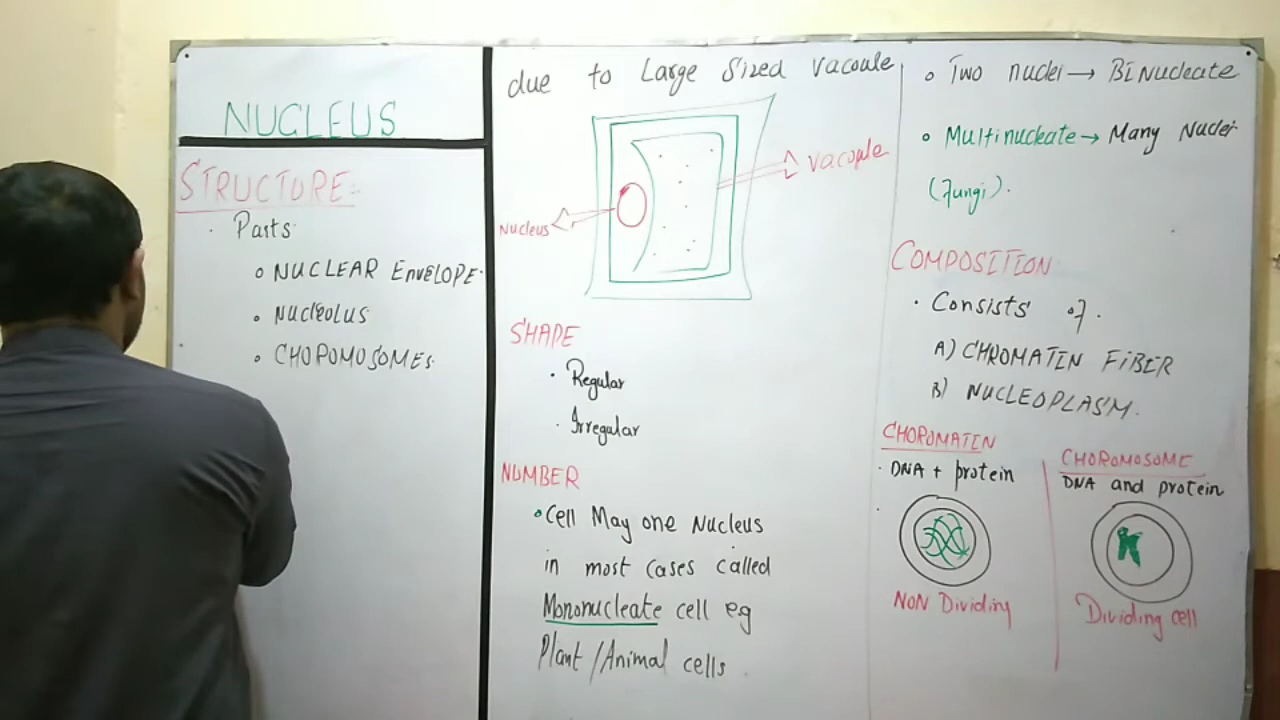 NUCLEUS
STRUCTURE:-
· Parts
o NUCLEAR ENVELOPE.
o NUCLEOLUS
• CHOPOMOSOMES.
due to Large Sized Vacoule
Vacoule
Nucleus
SHAPE
· Regular
· Irregular
NUMBER
o Cell May one Nucleus
in most cases called
Mononucleate cell eg
Plant/Animal cells
o Two nuclei → BiNucleate
o Multinucleate → Many Nuclei
(Fungi).
COMPOSITION
· Consists of.
A) CHROMATIN FiBER
B) NUCLEOPLASM.
CHOROMATIN
· DNA + protein
NON Dividing
CHOROMOSOME
DNA and protein
Dividing cell